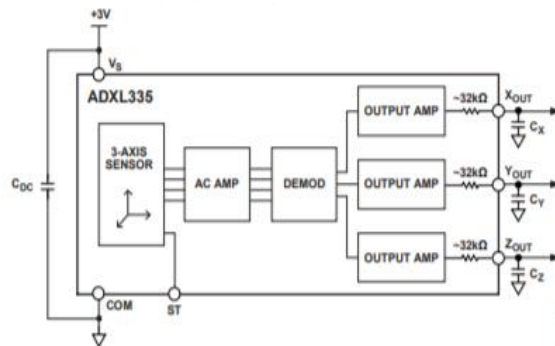 +3V
VS
ADXL335
3-AXIS
SENSOR
AC AMP
DEMOD
OUTPUT AMP
~32kΩ
XOUT
CX
OUTPUT AMP
~32kΩ
YOUT
CY
OUTPUT AMP
~32kΩ
ZOUT
CZ
CDC
COM
ST